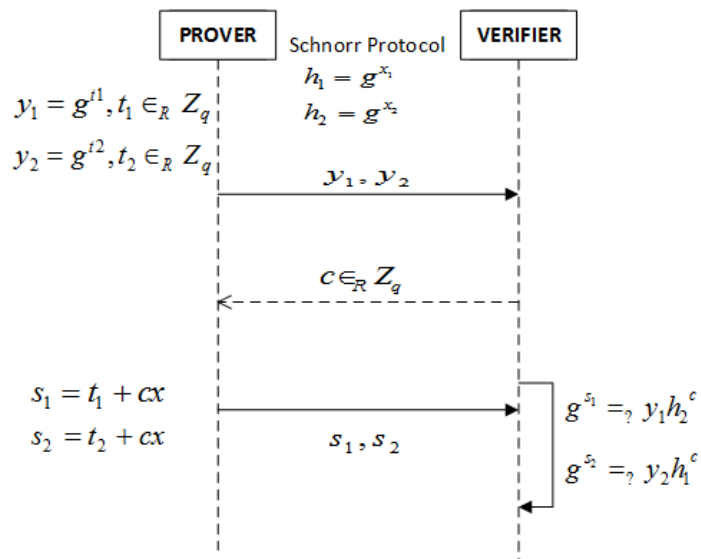 PROVER
Schnorr Protocol
VERIFIER
h₁ = g^{x₁}
h₂ = g^{x₂}
y₁ = g^{t1}, t₁ ∈_R Z_q
y₂ = g^{t2}, t₂ ∈_R Z_q
y₁, y₂
c ∈_R Z_q
s₁ = t₁ + cx
s₂ = t₂ + cx
s₁, s₂
g^{s₁} =_? y₁h₂^c
g^{s₂} =_? y₂h₁^c